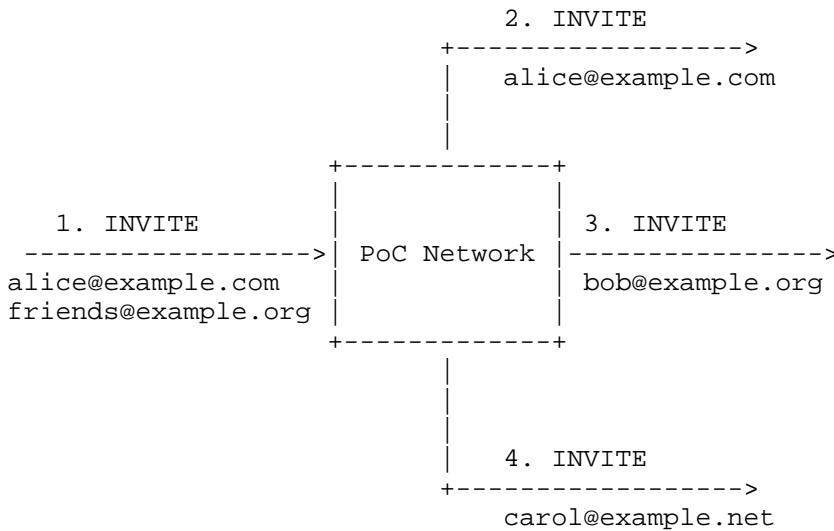 2. INVITE
alice@example.com
1. INVITE
3. INVITE
PoC Network
alice@example.com
bob@example.org
friends@example.org
4. INVITE
carol@example.net